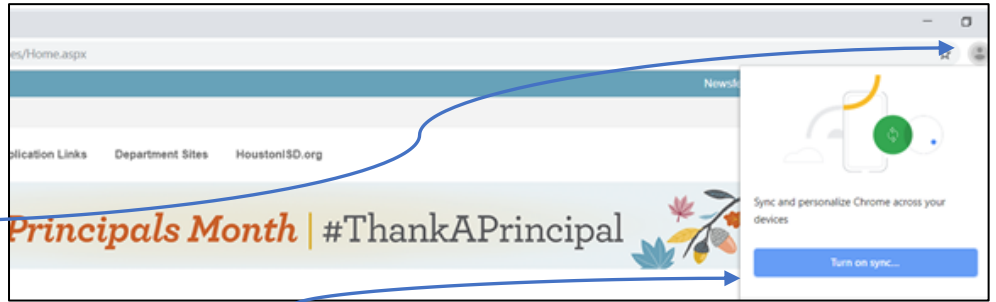 es/Home.aspx
Newsfe
plication Links Department Sites HoustonISD.org
Principals Month | #ThankAPrincipal
Sync and personalize Chrome across your
devices
Turn on sync...